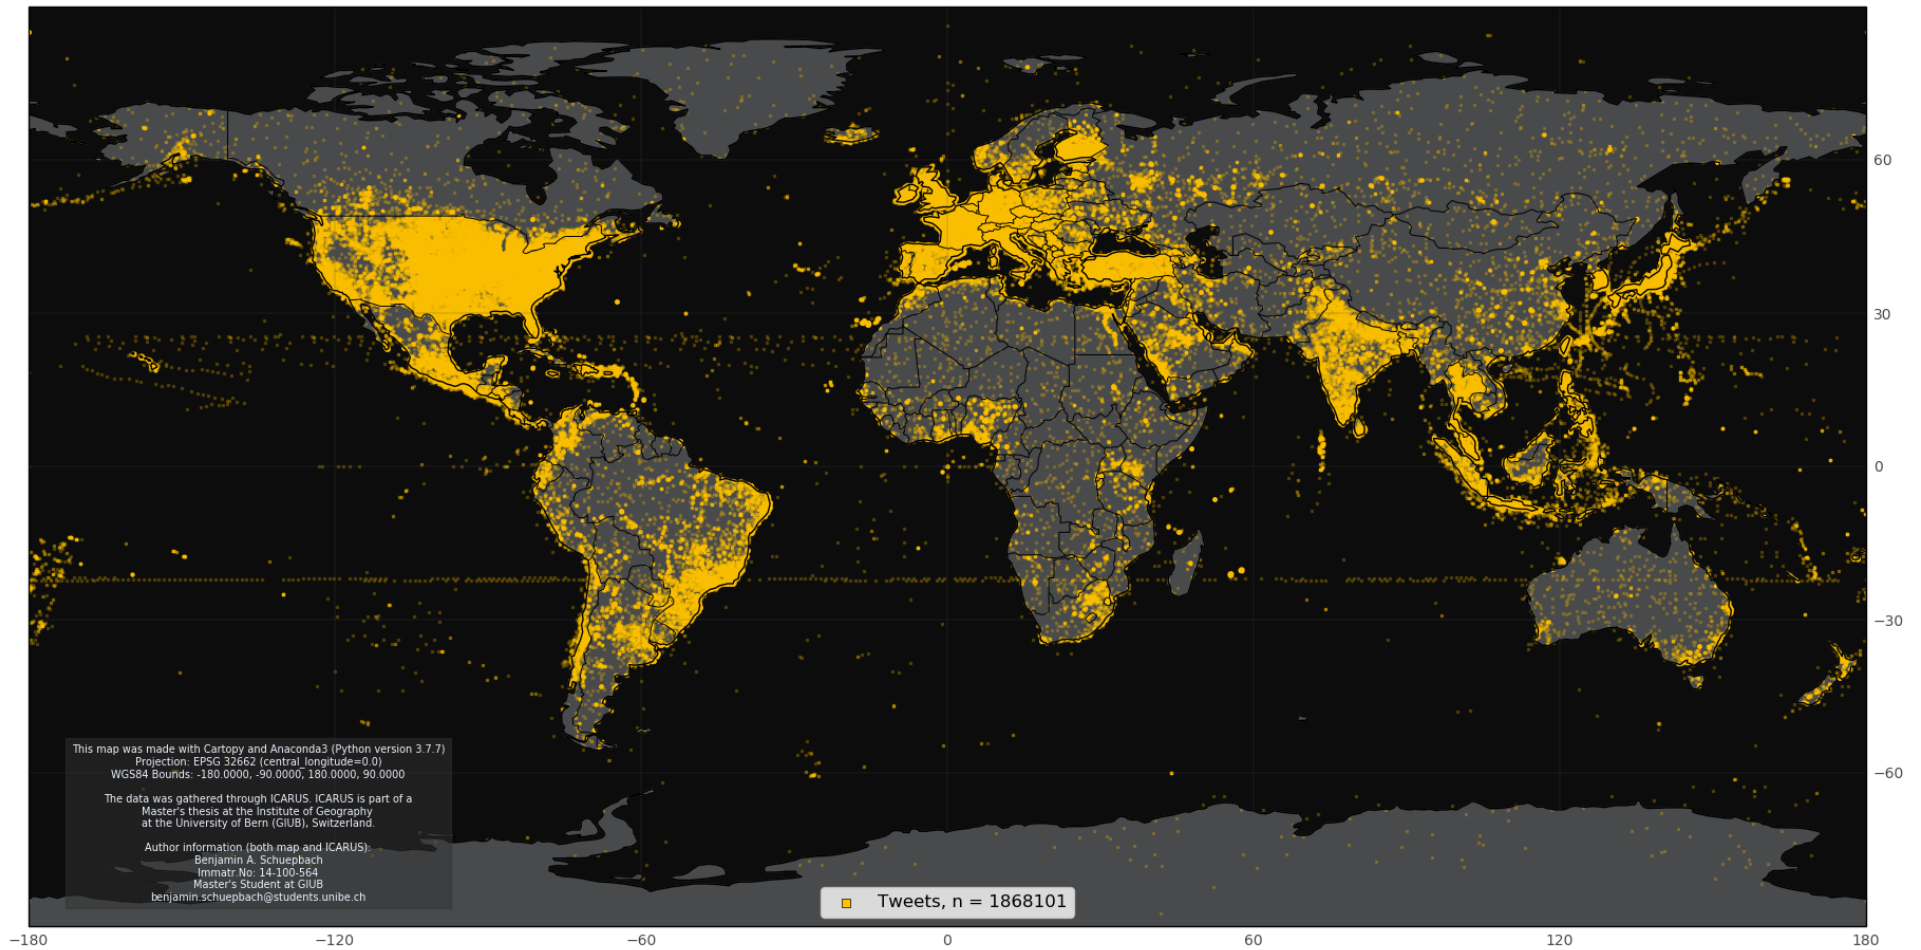 60
30
0
−30
−60
This map was made with Cartopy and Anaconda3 (Python version 3.7.7)
Projection: EPSG 32662 (central_longitude=0.0)
WGS84 Bounds: -180.0000, -90.0000, 180.0000, 90.0000
The data was gathered through ICARUS. ICARUS is part of a
Master's thesis at the Institute of Geography
at the University of Bern (GIUB), Switzerland.
Author information (both map and ICARUS):
Benjamin A. Schuepbach
Immatr.No: 14-100-564
Master's Student at GIUB
benjamin.schuepbach@students.unibe.ch
Tweets, n = 1868101
−180 −120 −60 0 60 120 180